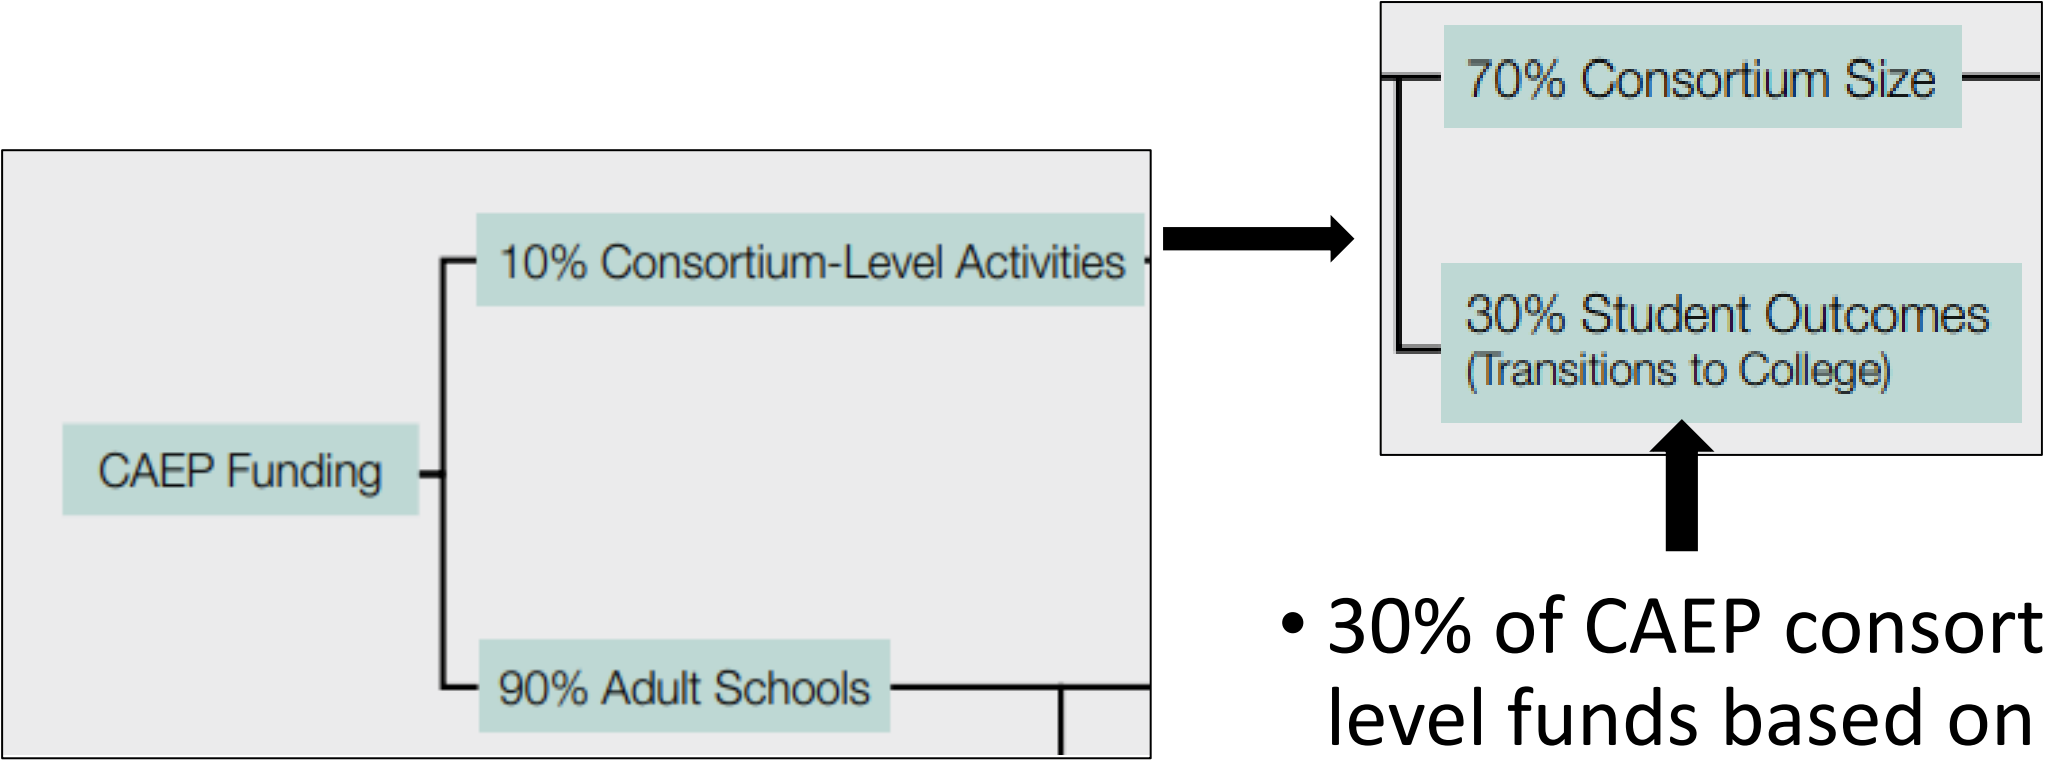 70% Consortium Size
10% Consortium-Level Activities
30% Student Outcomes
(Transitions to College)
CAEP Funding
90% Adult Schools
• 30% of CAEP consort
level funds based on